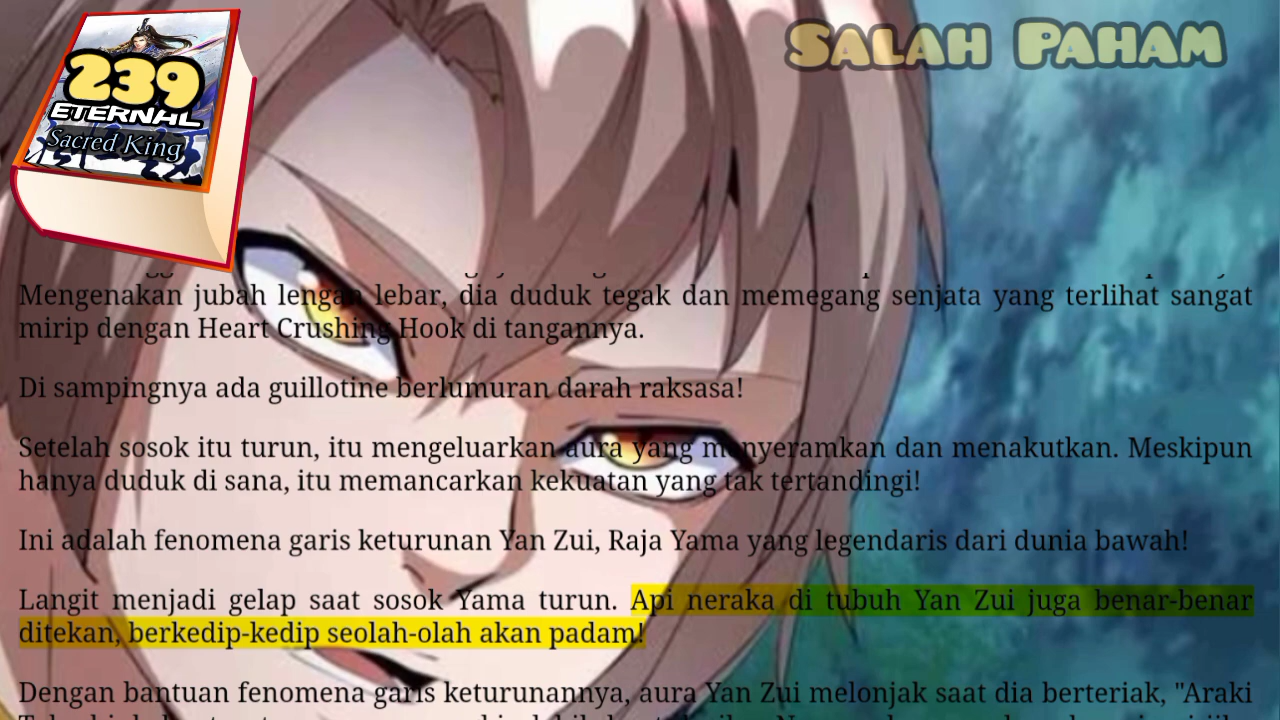 Salah Paham
239
ETERNAL
Sacred King
Mengenakan jubah lengan lebar, dia duduk tegak dan memegang senjata yang terlihat sangat
mirip dengan Heart Crushing Hook di tangannya.
Di sampingnya ada guillotine berlumuran darah raksasa!
Setelah sosok itu turun, itu mengeluarkan aura yang menyeramkan dan menakutkan. Meskipun
hanya duduk di sana, itu memancarkan kekuatan yang tak tertandingi!
Ini adalah fenomena garis keturunan Yan Zui, Raja Yama yang legendaris dari dunia bawah!
Langit menjadi gelap saat sosok Yama turun. Api neraka di tubuh Yan Zui juga benar-benar
ditekan, berkedip-kedip seolah-olah akan padam!
Dengan bantuan fenomena garis keturunannya, aura Yan Zui melonjak saat dia berteriak, "Araki